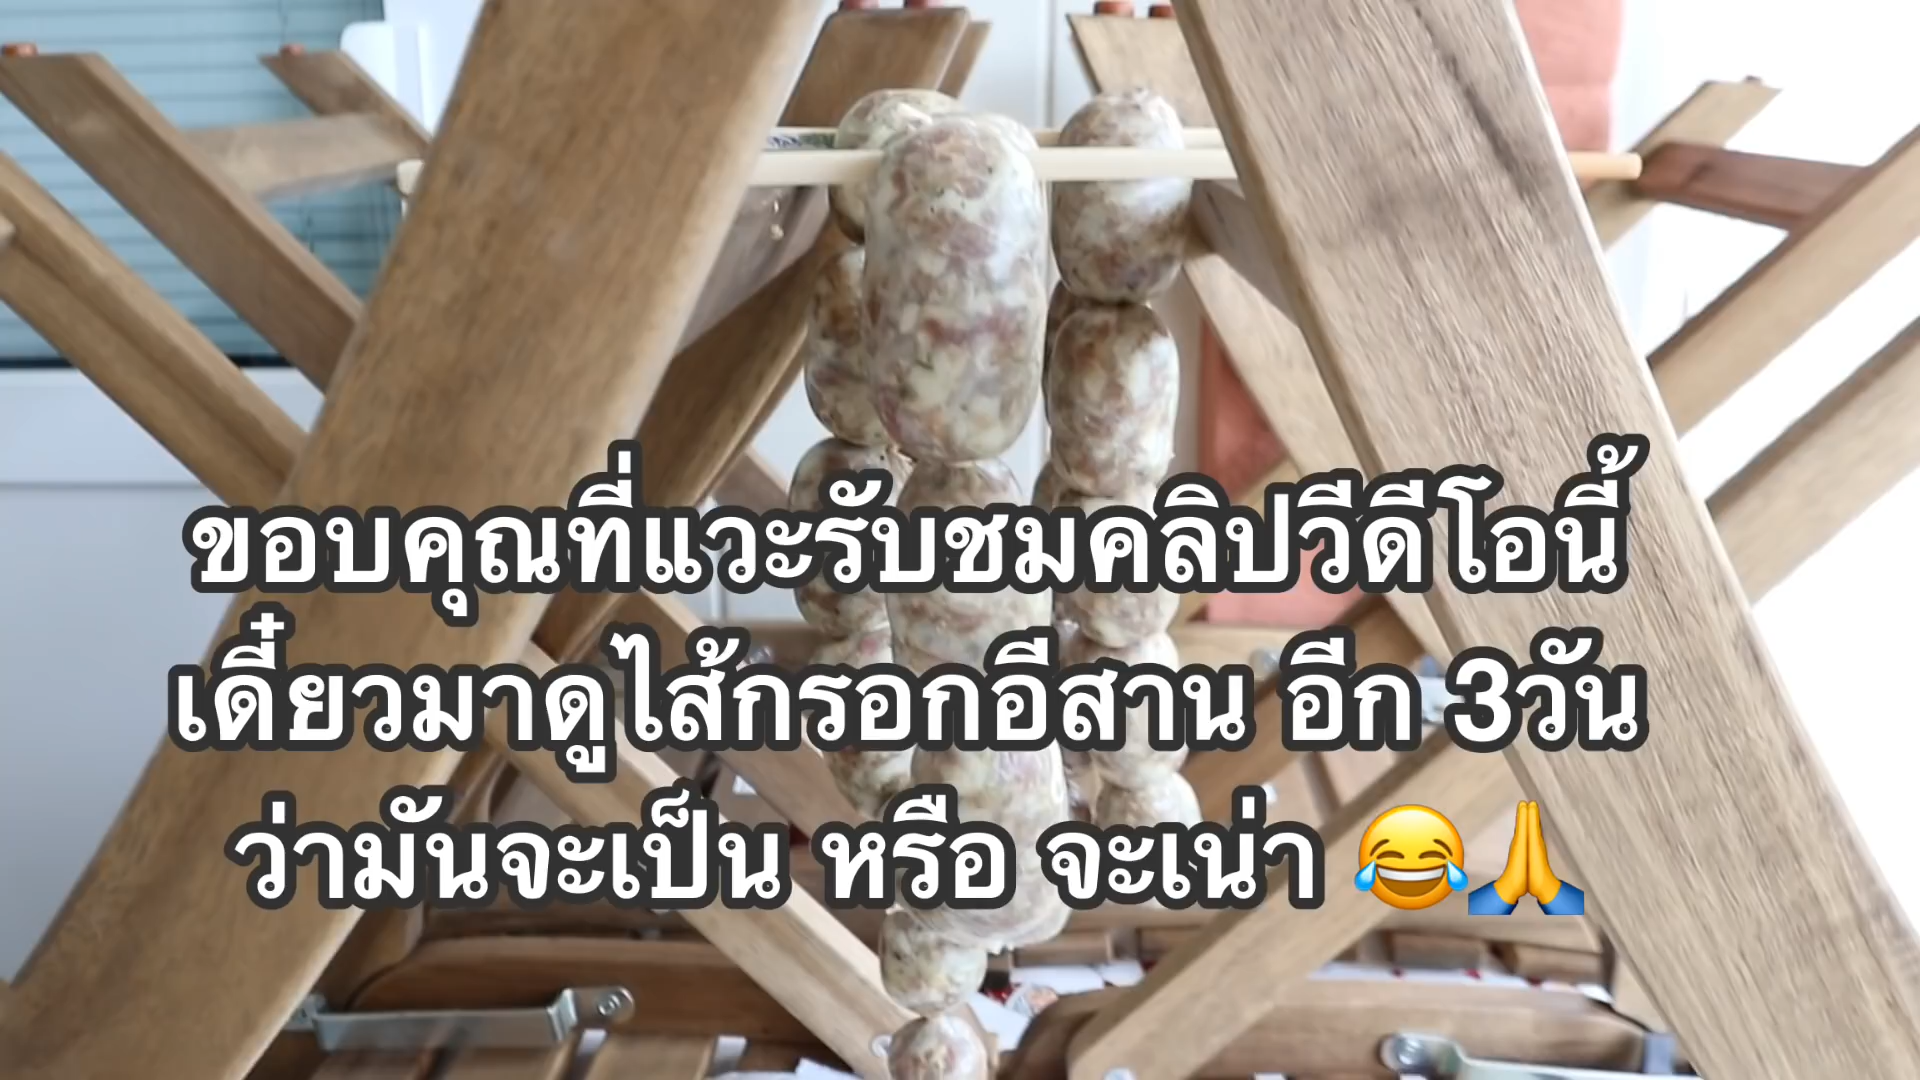 ขอบคุณที่แวะรับชมคลิปวีดีโอนี้
เดี๋ยวมาดูไส้กรอกอีสาน อีก 3วัน
ว่ามันจะเป็น หรือ จะเน่า 😂🙏